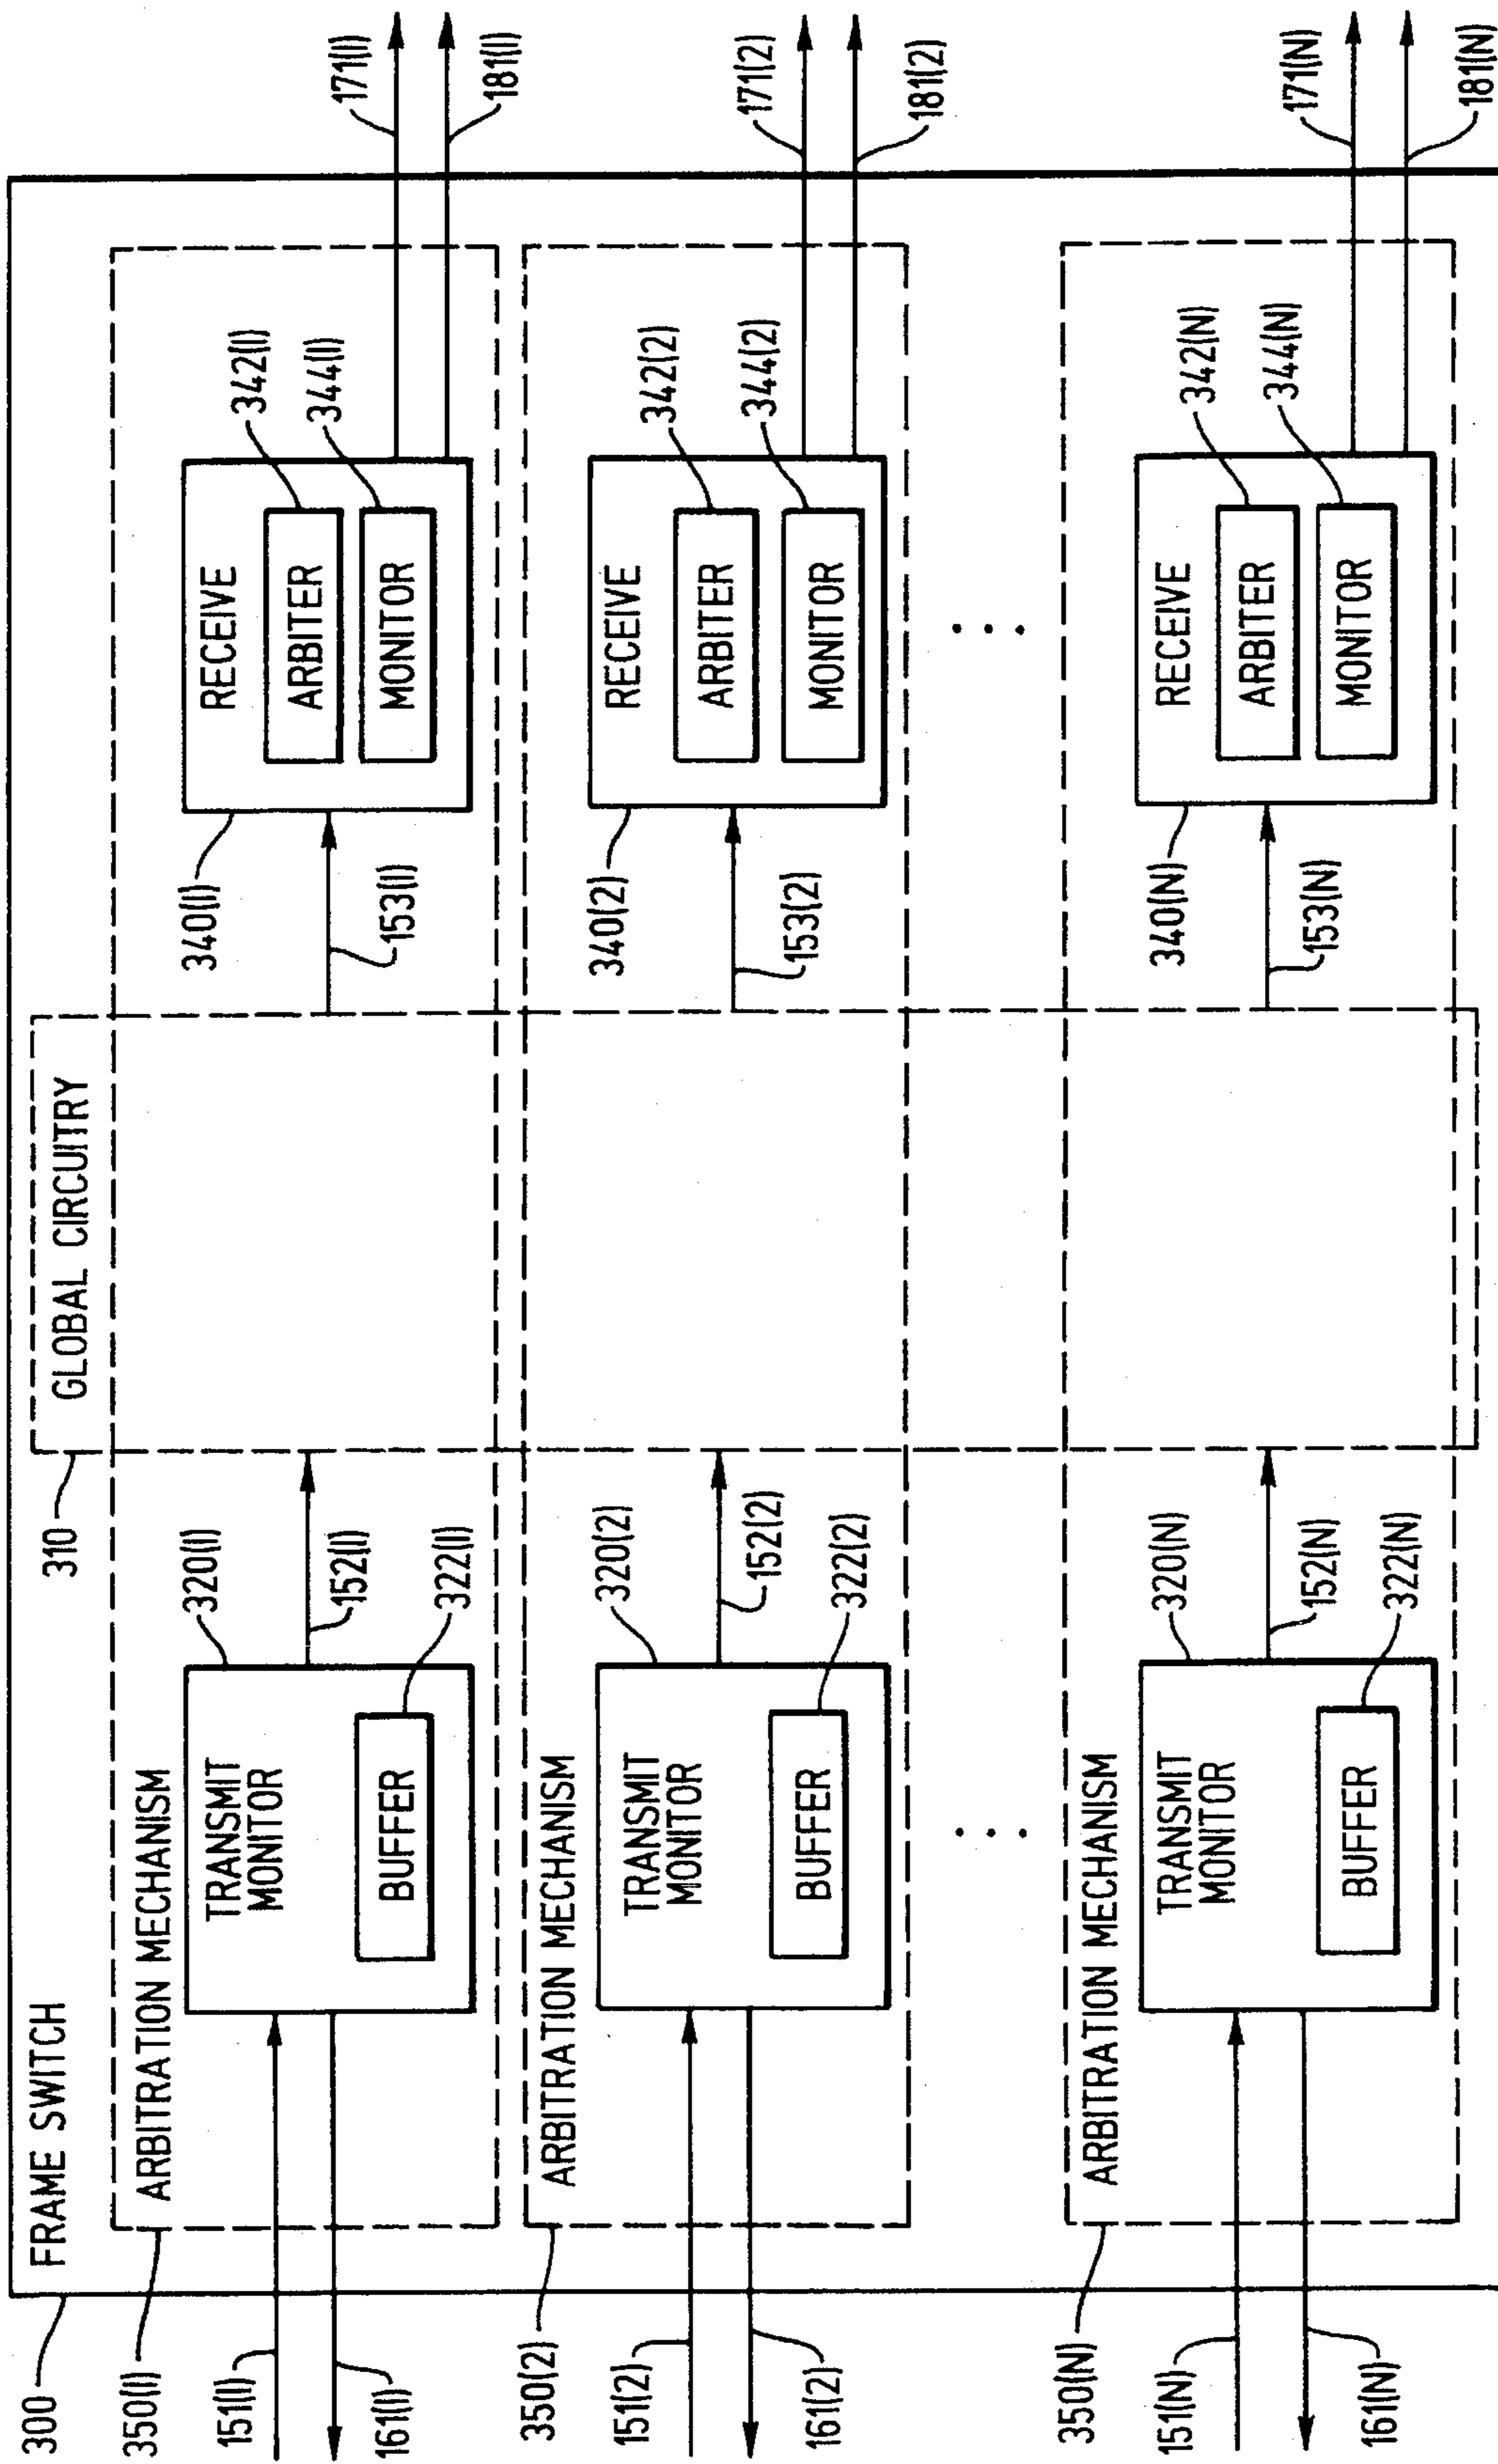 300
FRAME SWITCH
310
GLOBAL CIRCUITRY
350(1)
ARBITRATION MECHANISM
151(1)
161(1)
TRANSMIT
MONITOR
BUFFER
320(1)
152(1)
322(1)
340(1)
153(1)
RECEIVE
ARBITER
MONITOR
342(1)
344(1)
171(1)
181(1)
350(2)
ARBITRATION MECHANISM
151(2)
161(2)
TRANSMIT
MONITOR
BUFFER
320(2)
152(2)
322(2)
340(2)
153(2)
RECEIVE
ARBITER
MONITOR
342(2)
344(2)
171(2)
181(2)
• • •
• • •
350(N)
ARBITRATION MECHANISM
151(N)
161(N)
TRANSMIT
MONITOR
BUFFER
320(N)
152(N)
322(N)
340(N)
153(N)
RECEIVE
ARBITER
MONITOR
342(N)
344(N)
171(N)
181(N)